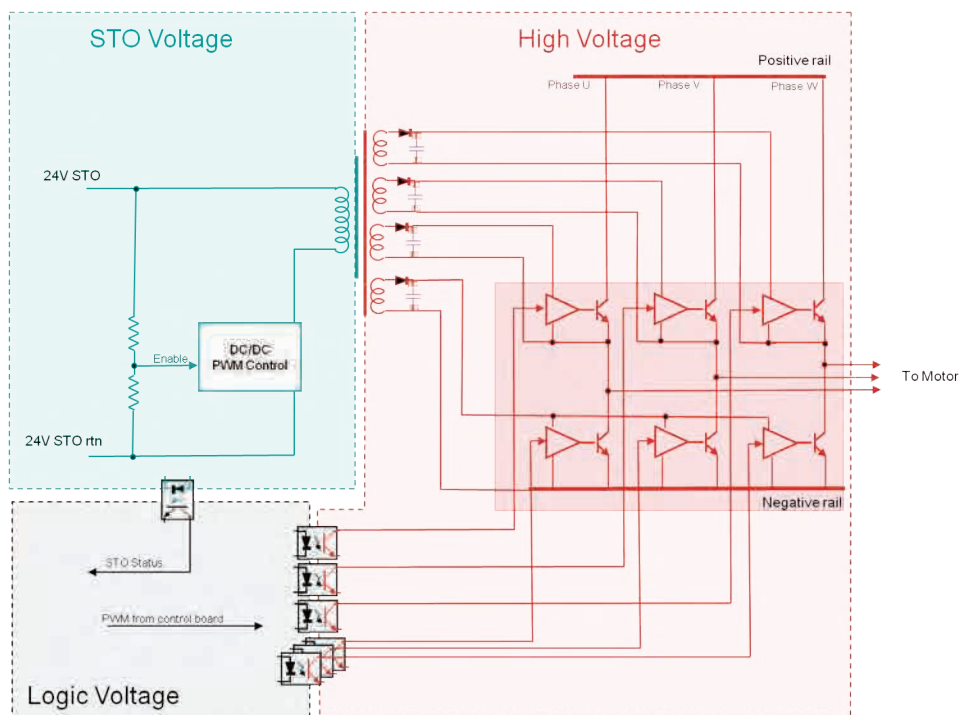 STO Voltage
High Voltage
Positive rail
Phase U
Phase V
Phase W
24V STO
DC/DC
PWM Control
Enable
To Motor
24V STO rtn
Negative rail
STO Status
PWM from control board
Logic Voltage